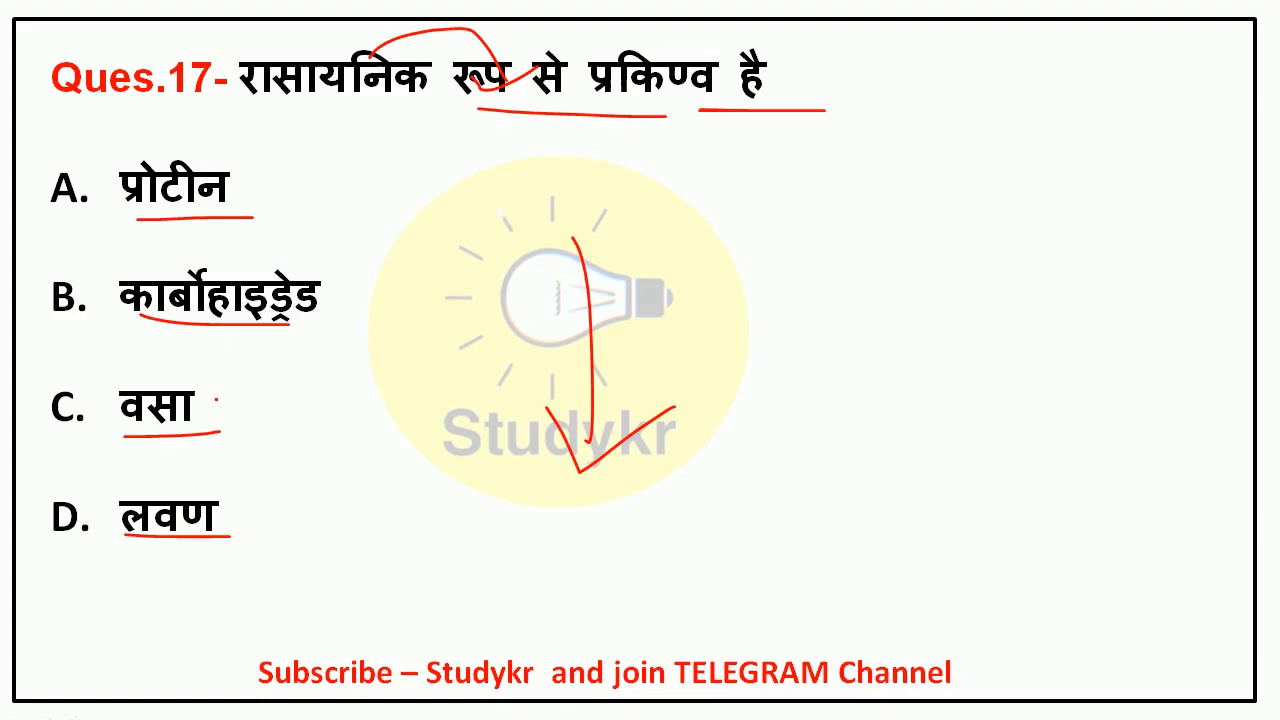 Ques.17- रासायनिक रूप से प्रकिण्व है
A. प्रोटीन
B. कार्बोहाइड्रेड
C. वसा
D. लवण
Studykr
Subscribe – Studykr and join TELEGRAM Channel